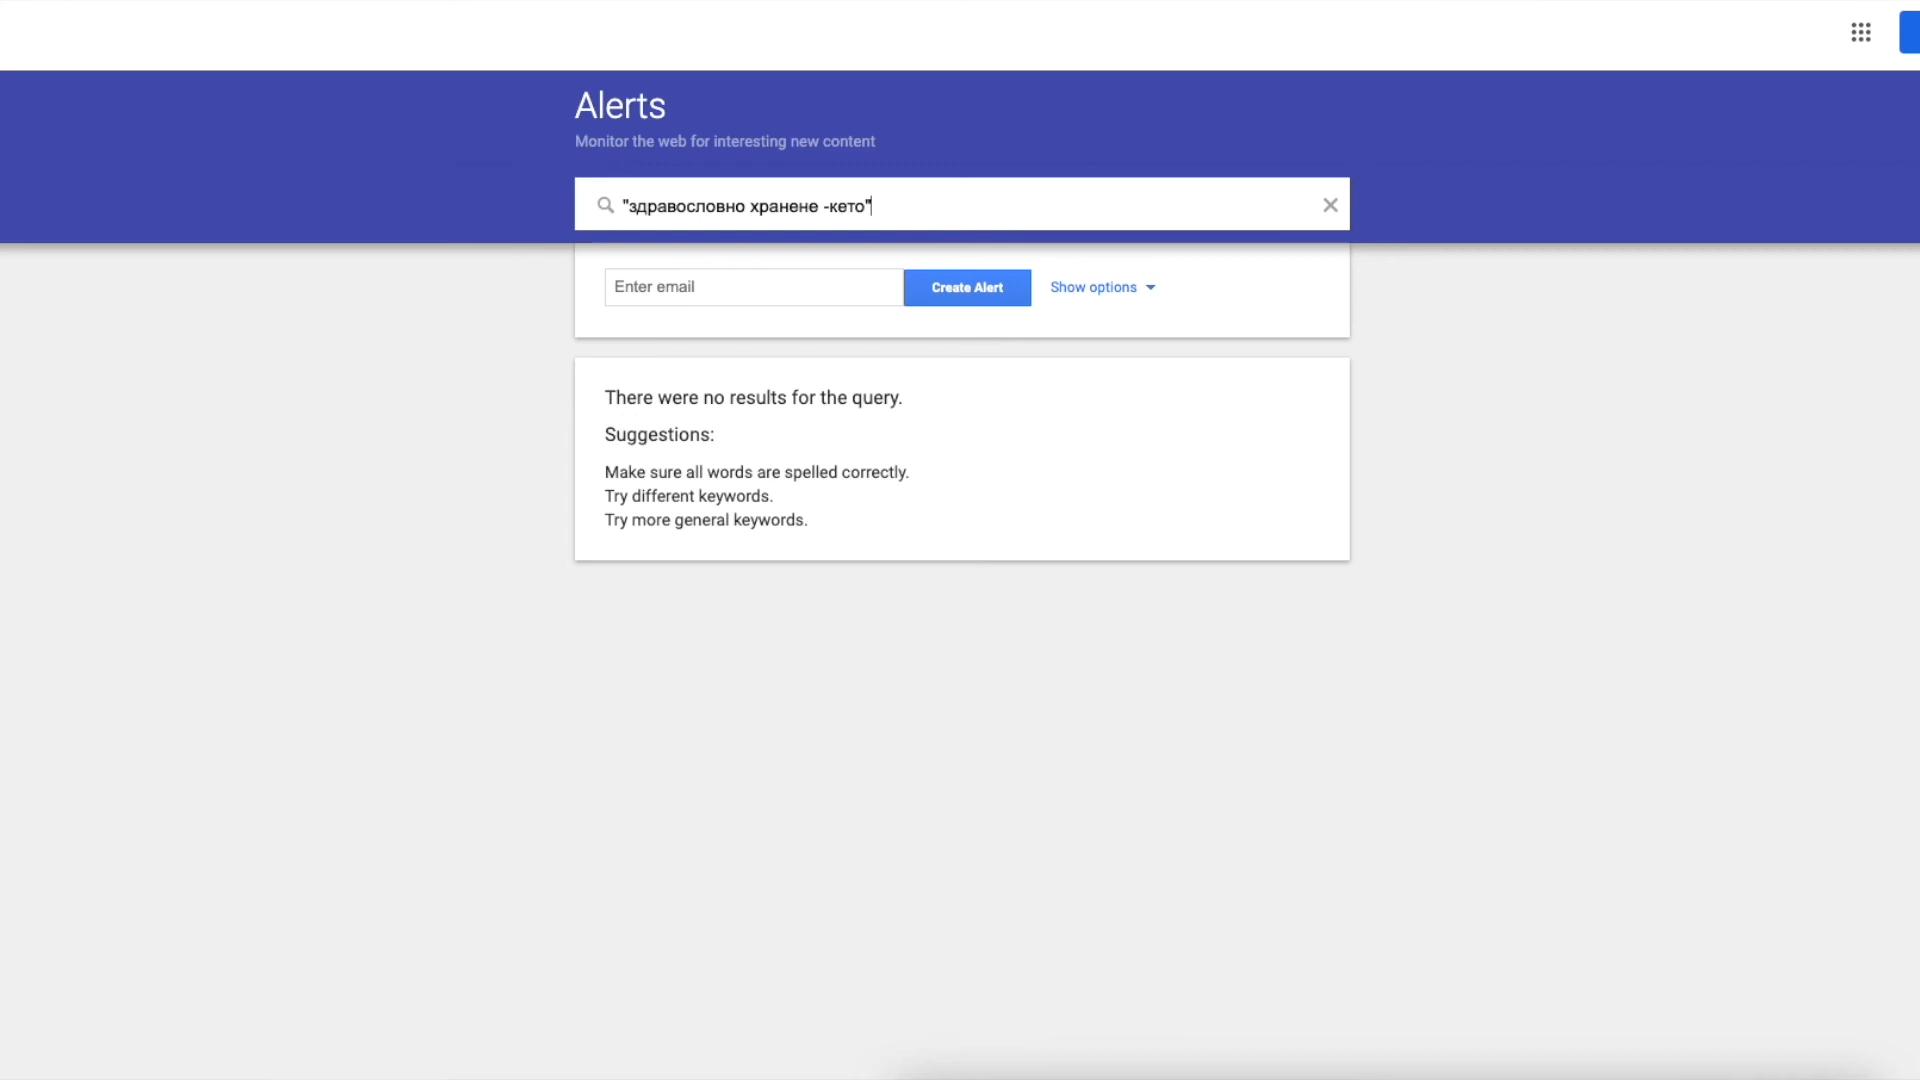 Alerts
Monitor the web for interesting new content
"здравословно хранене -кето"
Enter email
Create Alert
Show options
There were no results for the query.
Suggestions:
Make sure all words are spelled correctly.
Try different keywords.
Try more general keywords.